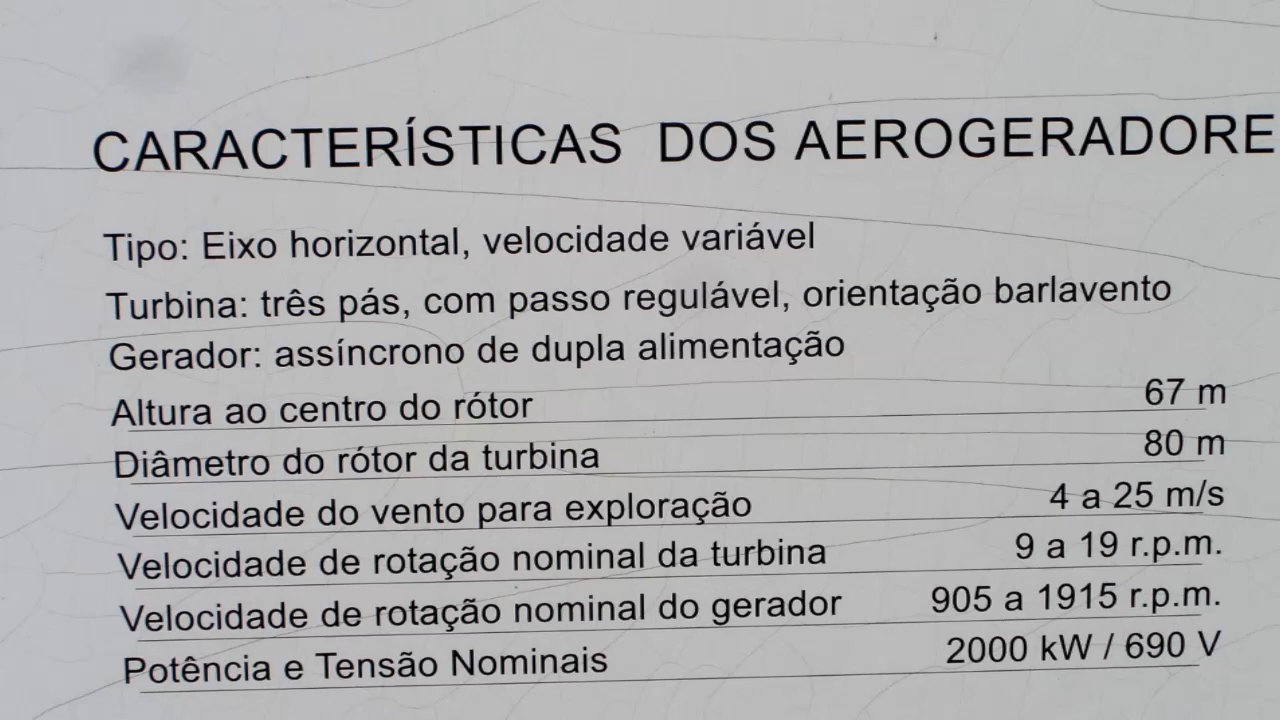 CARACTERÍSTICAS DOS AEROGERADORE
Tipo: Eixo horizontal, velocidade variável
Turbina: três pás, com passo regulável, orientação barlavento
Gerador: assíncrono de dupla alimentação
Altura ao centro do rótor 67 m
Diâmetro do rótor da turbina 80 m
Velocidade do vento para exploração 4 a 25 m/s
Velocidade de rotação nominal da turbina 9 a 19 r.p.m.
Velocidade de rotação nominal do gerador 905 a 1915 r.p.m.
Potência e Tensão Nominais 2000 kW / 690 V